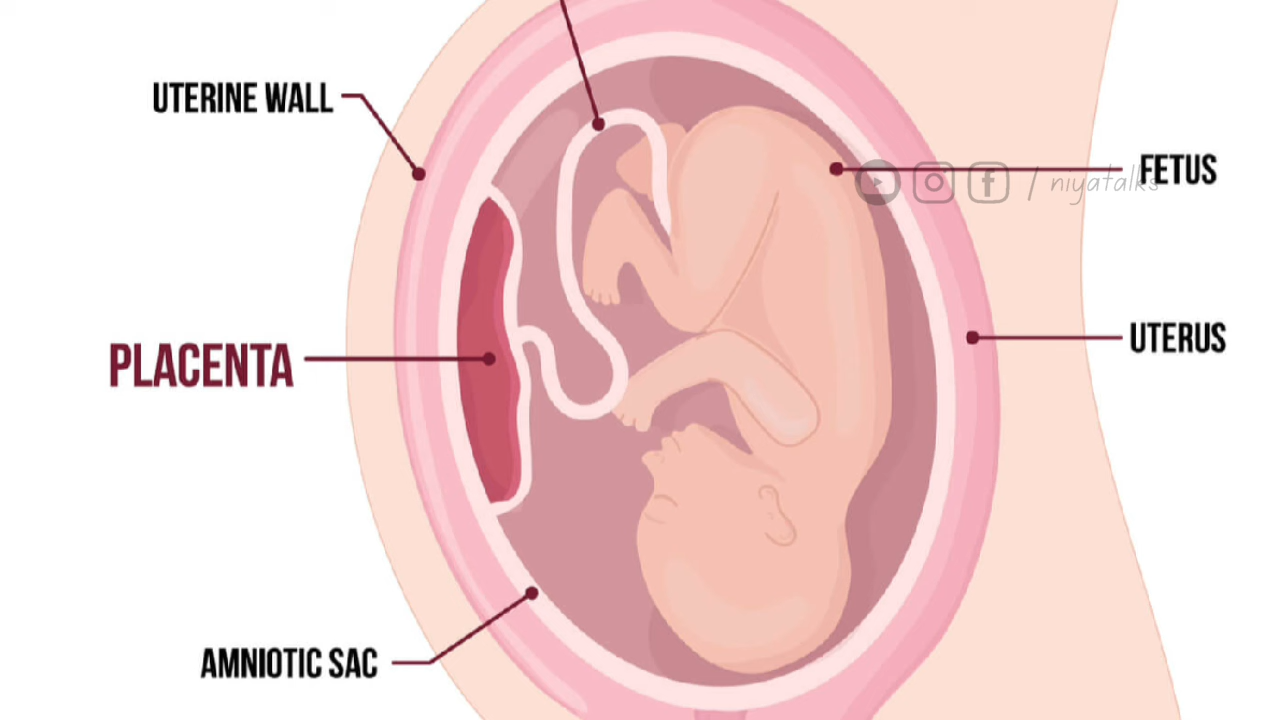 UTERINE WALL
FETUS
/ niyatalks
UTERUS
PLACENTA
AMNIOTIC SAC